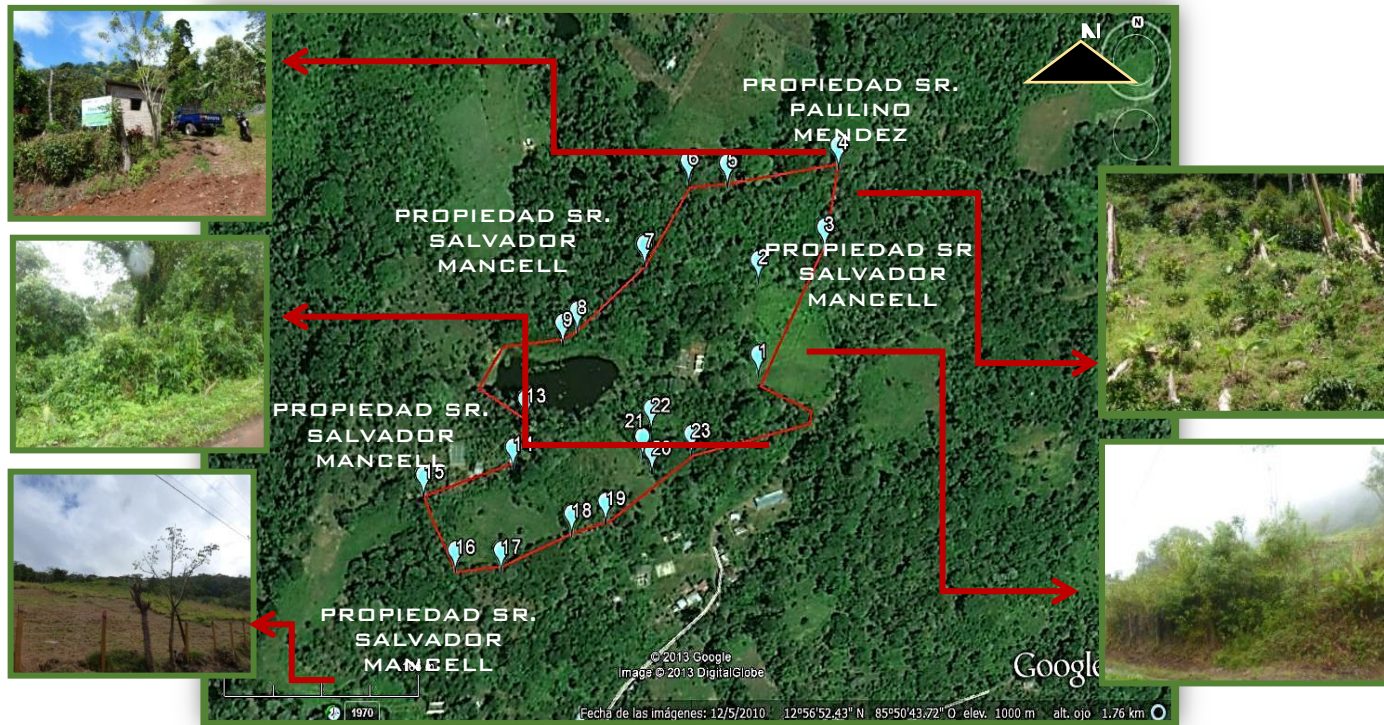 N
N
PROPIEDAD SR.
PAULINO
MENDEZ
4
6
5
PROPIEDAD SR.
SALVADOR
MANCELL
3
7
2
PROPIEDAD SR
SALVADOR
MANCELL
8
9
1
13
22
PROPIEDAD SR.
SALVADOR
MANCELL
21
23
20
15
19
18
16
17
PROPIEDAD SR.
SALVADOR
MANCELL
© 2013 Google
Image © 2013 DigitalGlobe
Google
1970
Fecha de las imágenes: 12/5/2010 12°56'52.43" N 85°50'43.72" O elev. 1000 m alt. ojo 1.76 km